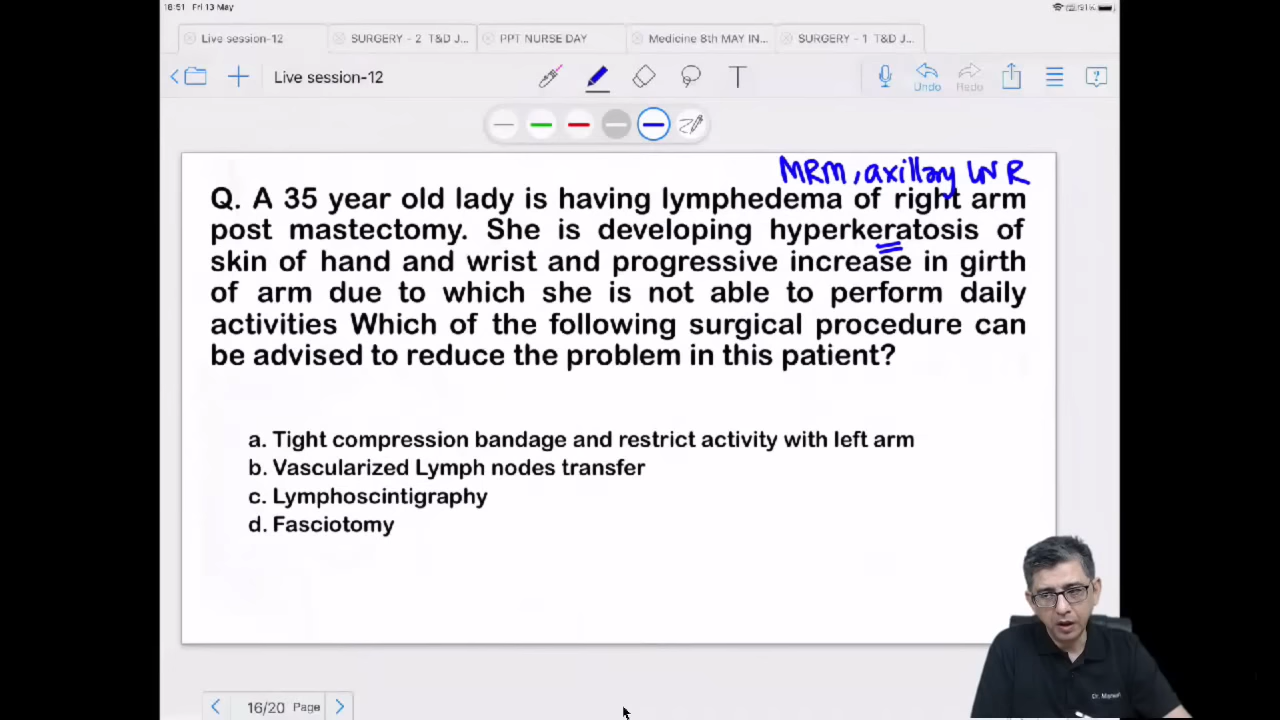 16:51 Fri 13 May
91%
Live session-12
SURGERY - 2 T&D J...
PPT NURSE DAY
Medicine 8th MAY IN...
SURGERY - 1 T&D J...
Live session-12
Undo
Redo
MRM, axillary LN R
Q. A 35 year old lady is having lymphedema of right arm
post mastectomy. She is developing hyperkeratosis of
skin of hand and wrist and progressive increase in girth
of arm due to which she is not able to perform daily
activities Which of the following surgical procedure can
be advised to reduce the problem in this patient?
a. Tight compression bandage and restrict activity with left arm
b. Vascularized Lymph nodes transfer
c. Lymphoscintigraphy
d. Fasciotomy
16/20 Page